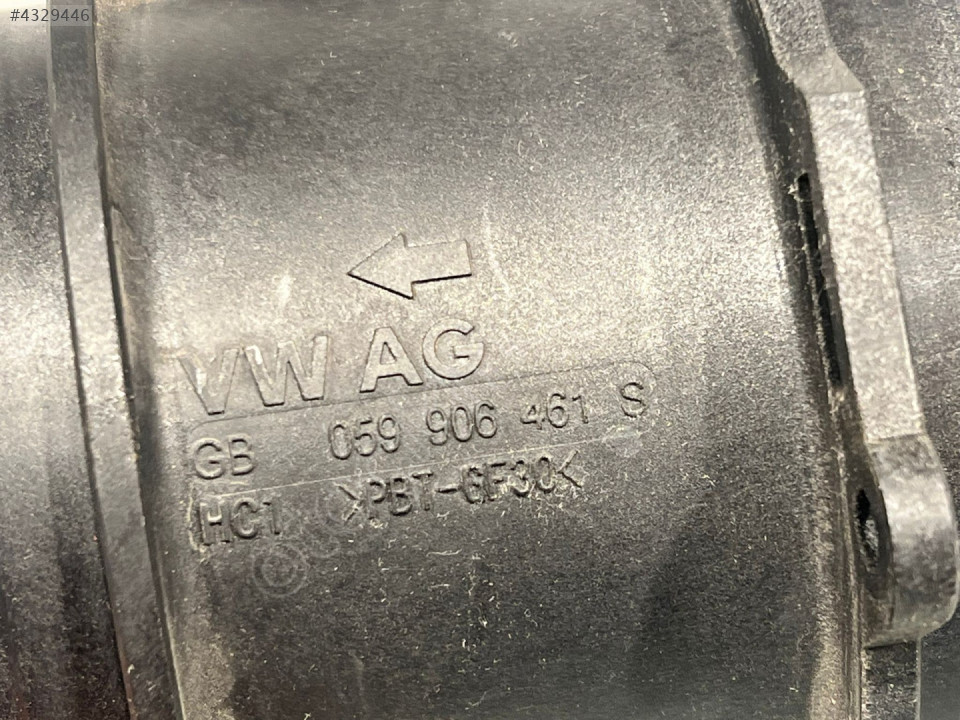 #4329446
VW AG
GB 059 906 461 S
HC1 >PBT-GF30<